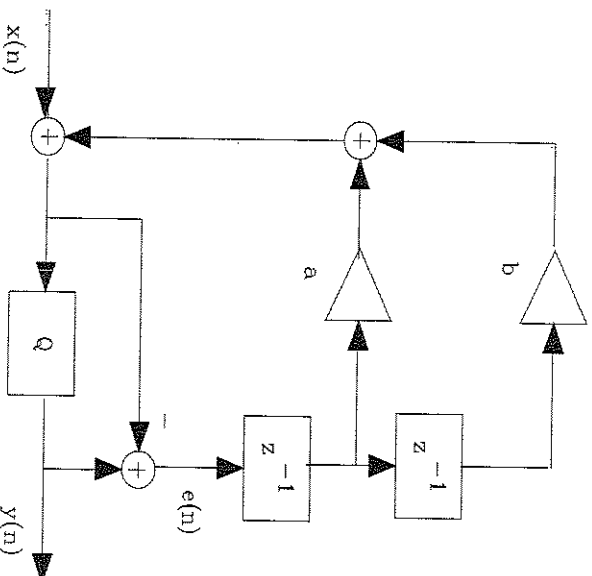 x(n)
+
Q
y(n)
−
+
e(n)
z⁻¹
z⁻¹
+
a
b